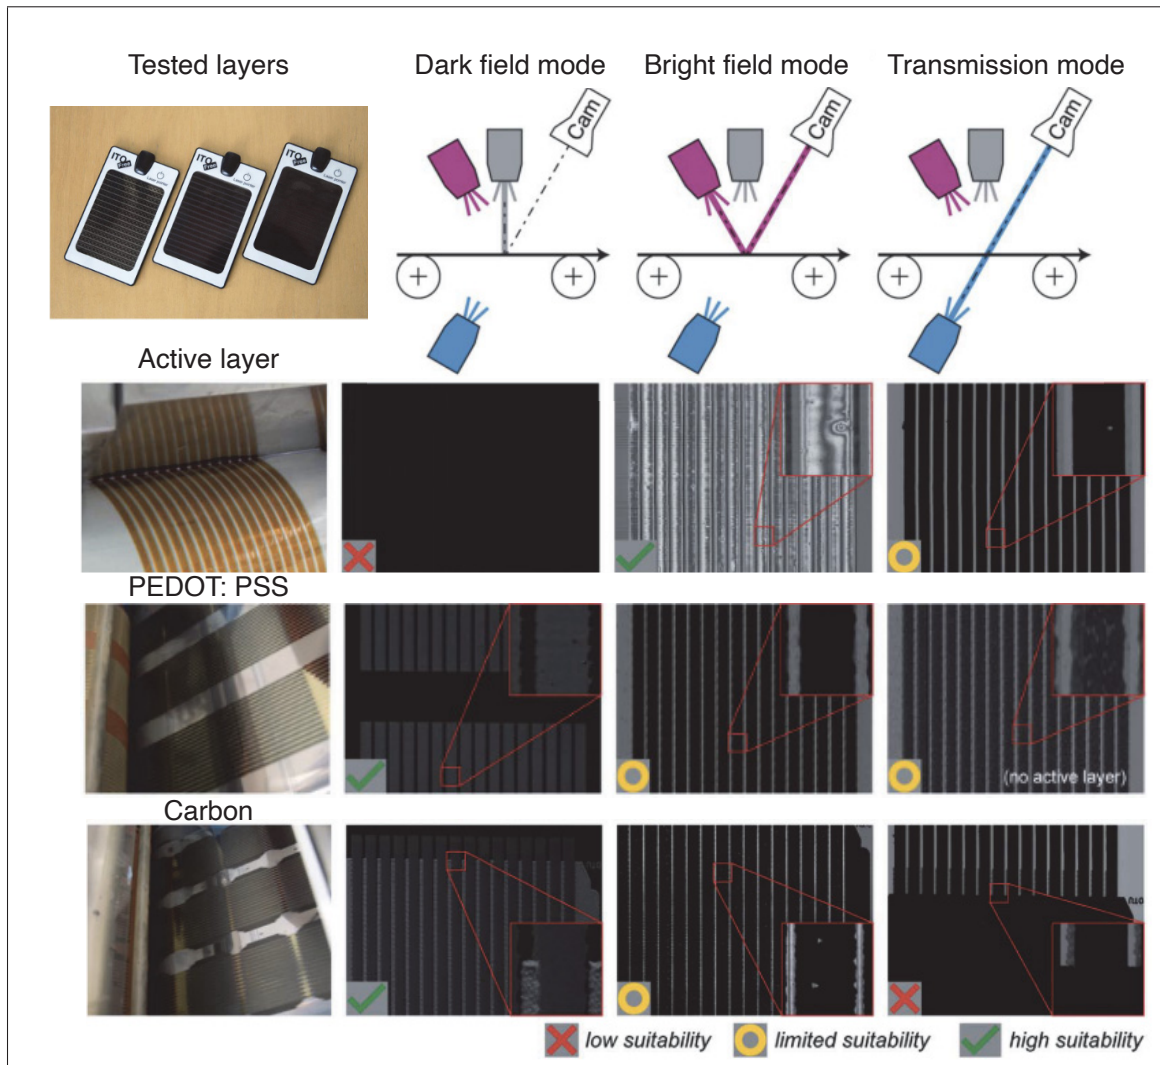 Tested layers
Dark field mode
Bright field mode
Transmission mode
Cam
Cam
Cam
ITO
ITO
ITO
Active layer
PEDOT: PSS
(no active layer)
Carbon
low suitability
limited suitability
high suitability